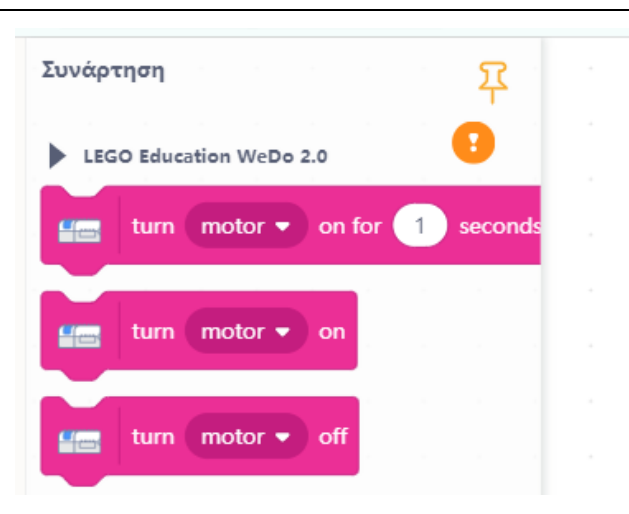 Συνάρτηση
LEGO Education WeDo 2.0
turn motor on for 1 seconds
turn motor on
turn motor off